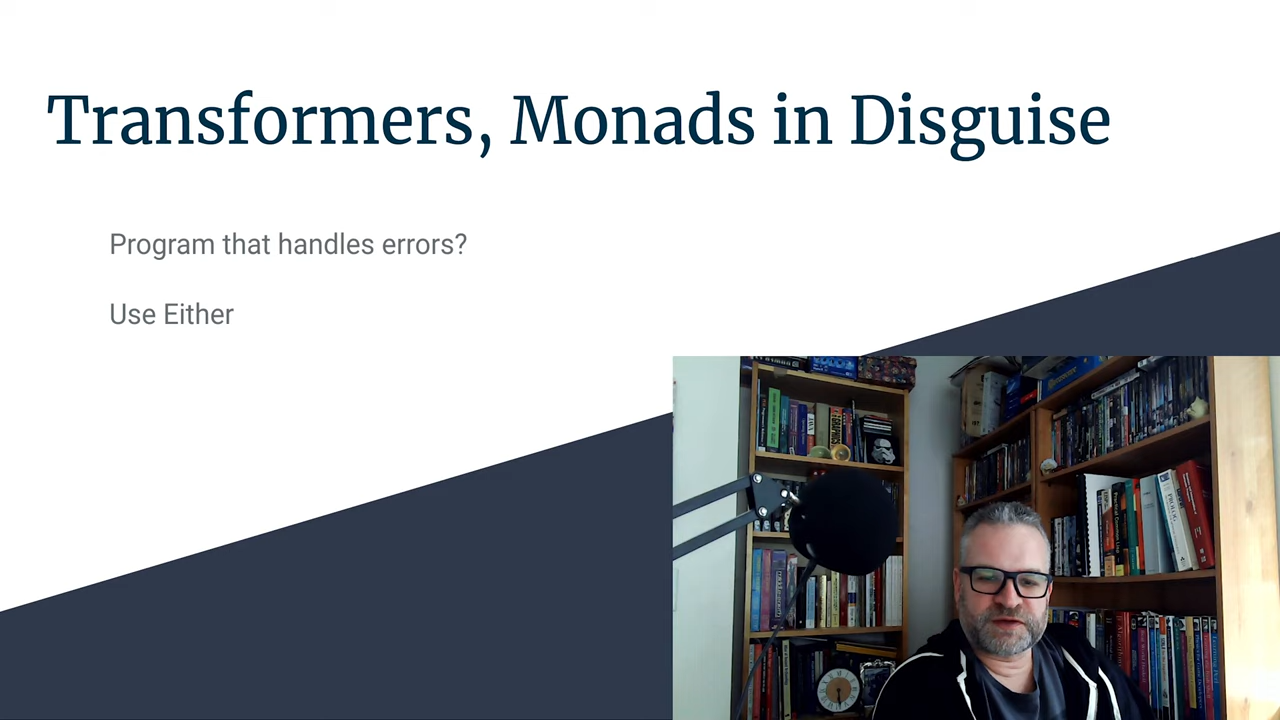 Transformers, Monads in Disguise
Program that handles errors?
Use Either